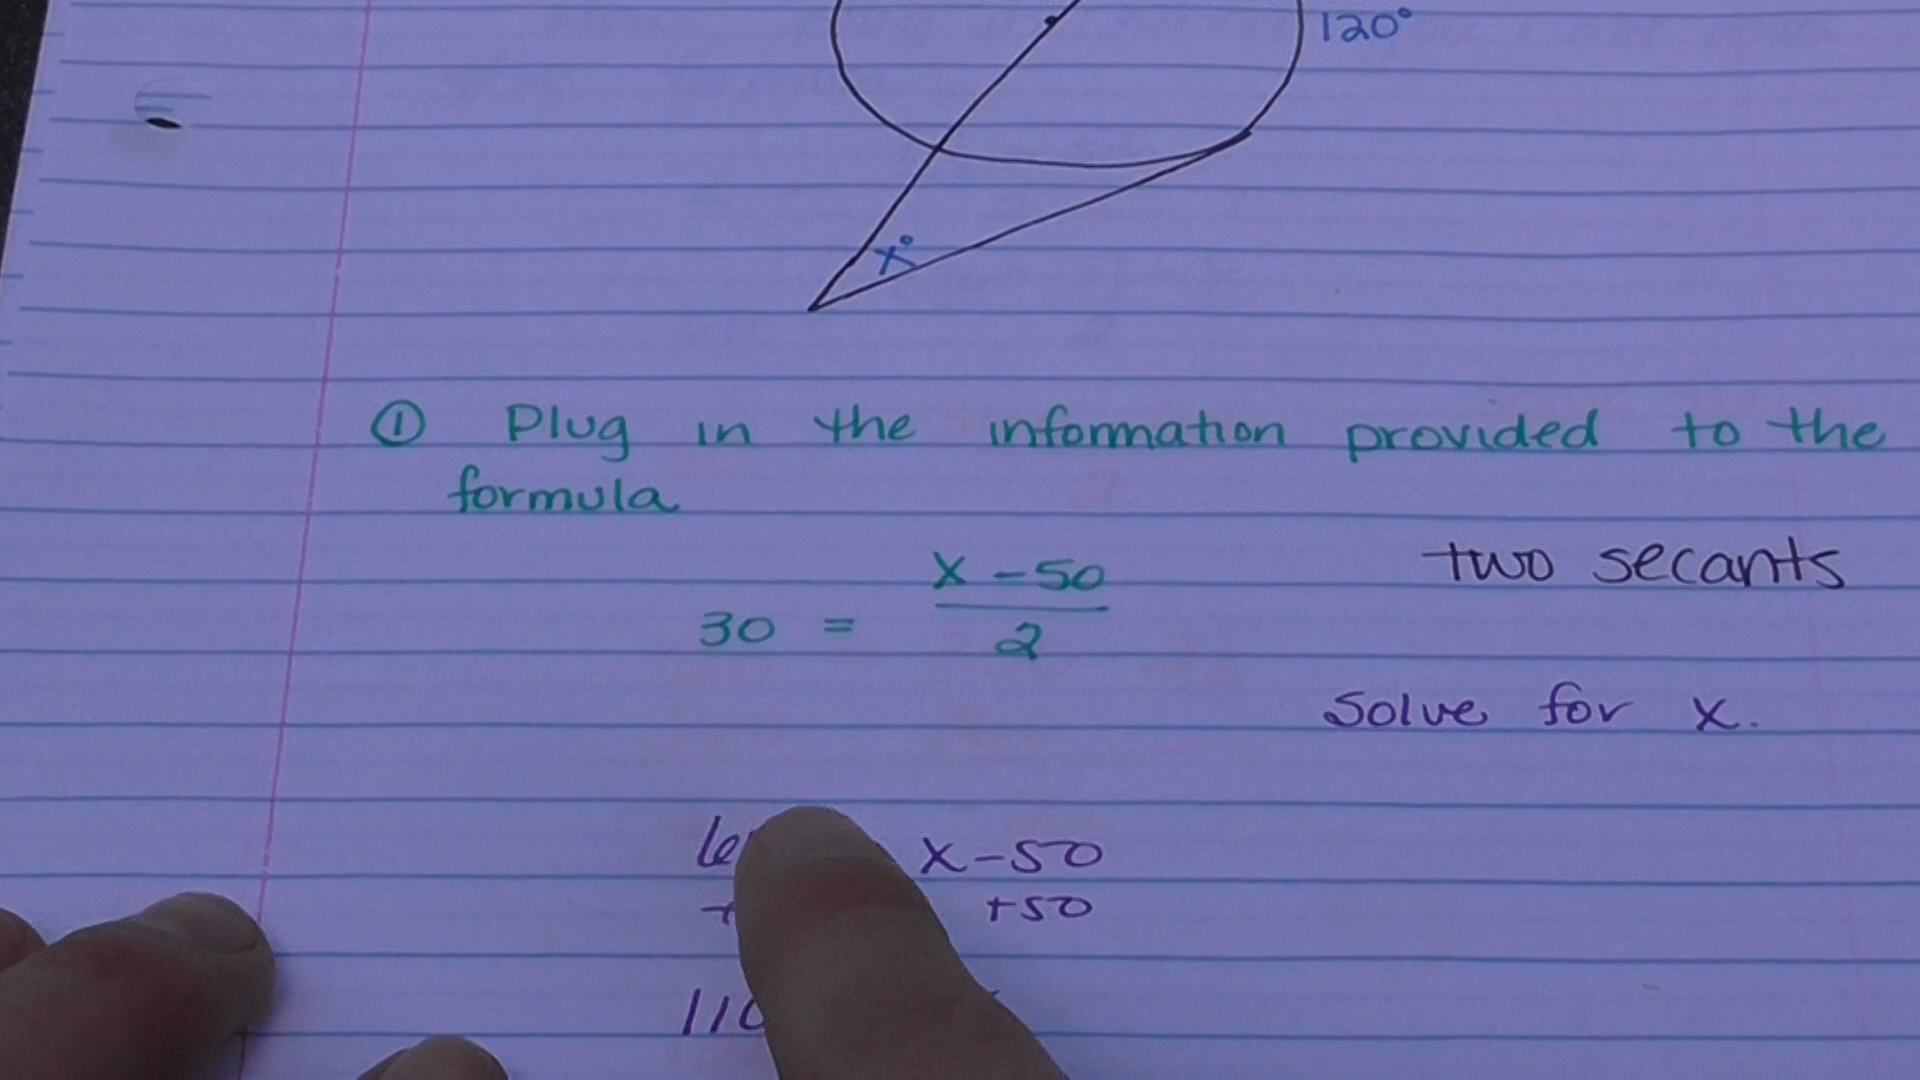 120°
x°
① Plug in the information provided to the
formula
30 = x - 50 / 2
two secants
Solve for x.
x - 50
+50